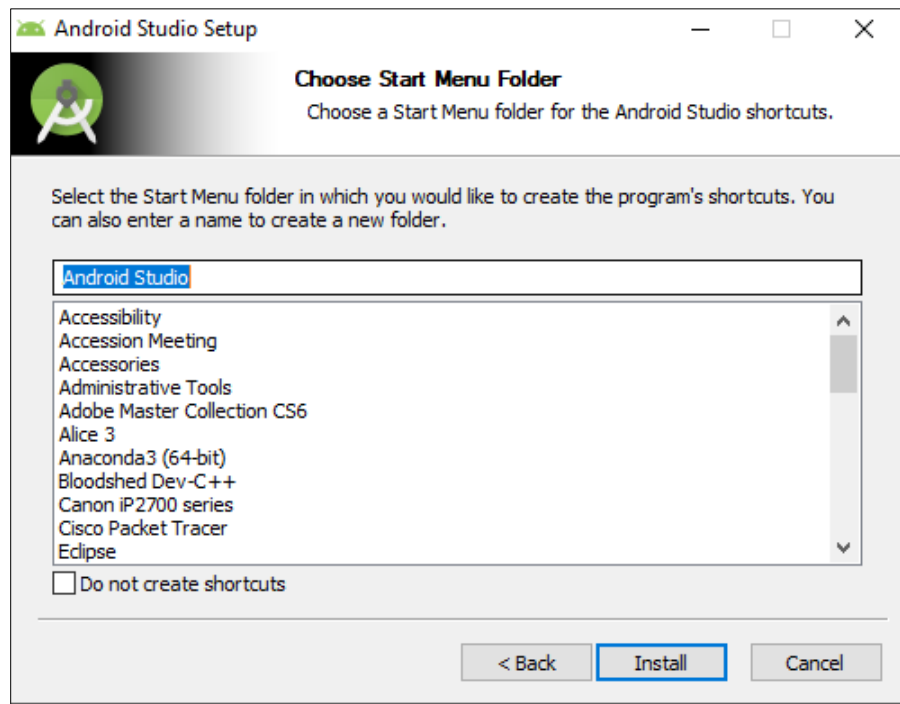 Android Studio Setup
Choose Start Menu Folder
Choose a Start Menu folder for the Android Studio shortcuts.
Select the Start Menu folder in which you would like to create the program's shortcuts. You
can also enter a name to create a new folder.
Android Studio
Accessibility
Accession Meeting
Accessories
Administrative Tools
Adobe Master Collection CS6
Alice 3
Anaconda3 (64-bit)
Bloodshed Dev-C++
Canon iP2700 series
Cisco Packet Tracer
Eclipse
Do not create shortcuts
< Back Install Cancel